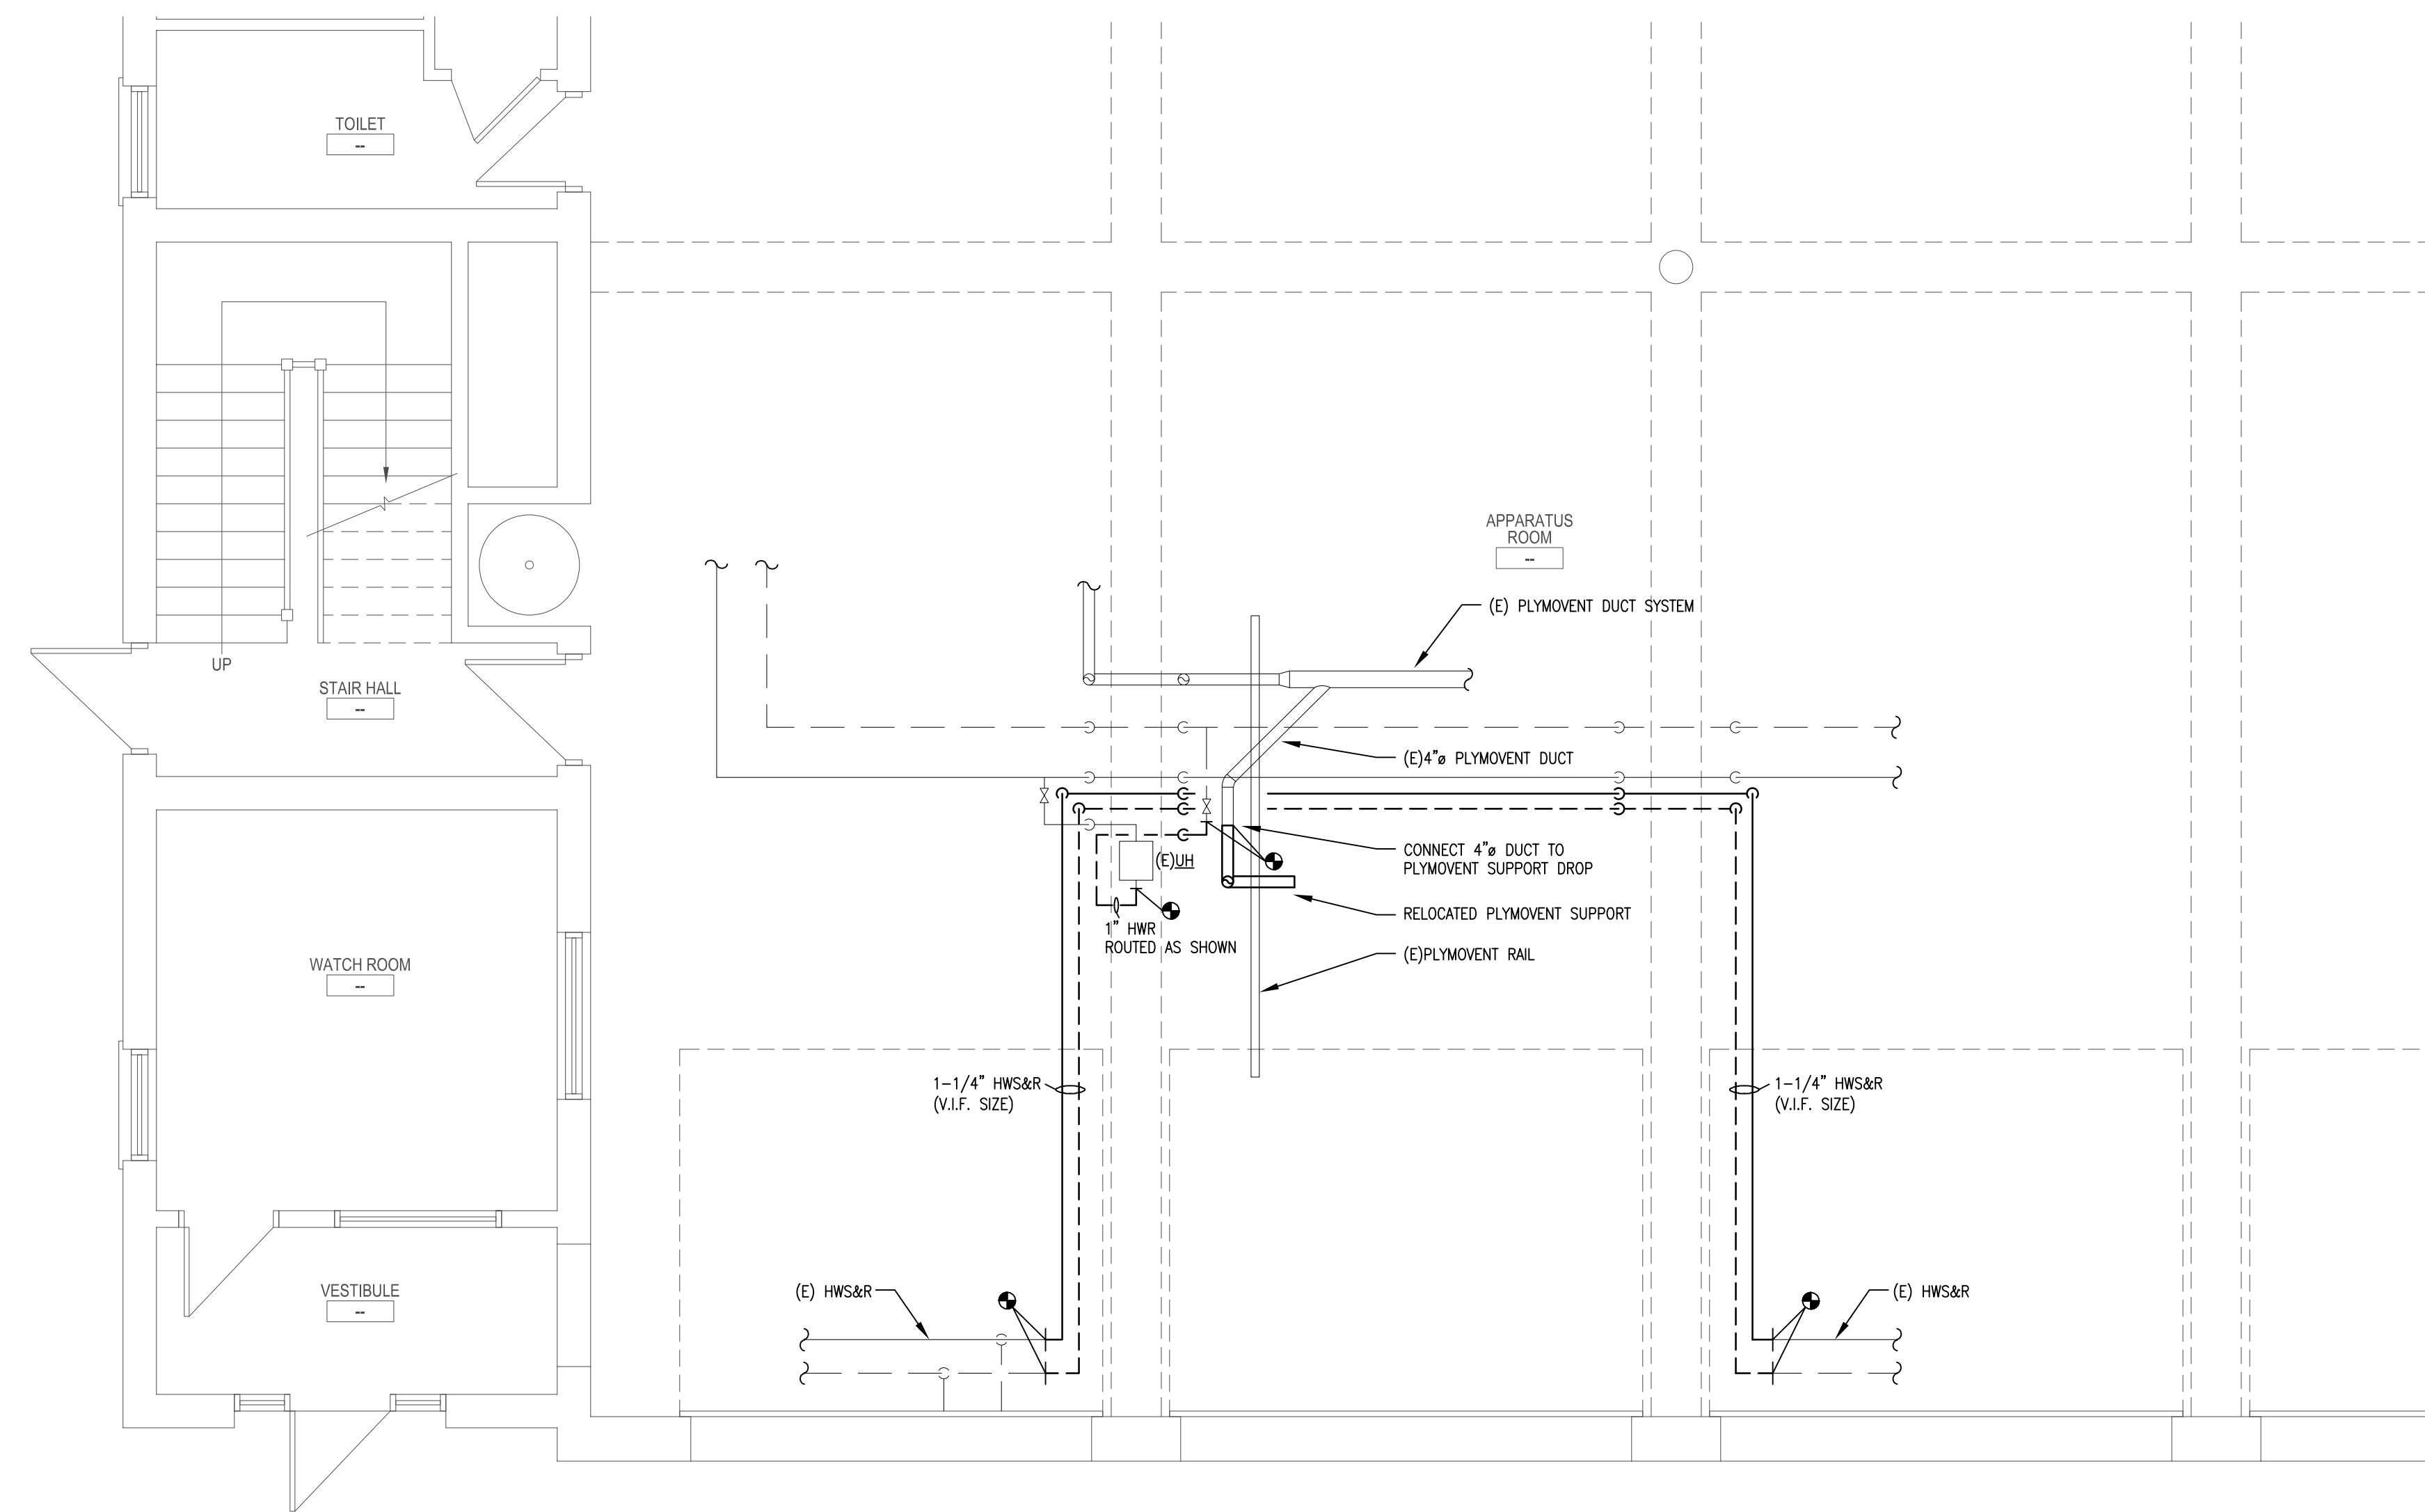 TOILET
--
APPARATUS
ROOM
--
(E) PLYMOVENT DUCT SYSTEM
UP
STAIR HALL
--
(E)4"ø PLYMOVENT DUCT
CONNECT 4"ø DUCT TO
PLYMOVENT SUPPORT DROP
(E)UH
RELOCATED PLYMOVENT SUPPORT
1" HWR
ROUTED AS SHOWN
(E)PLYMOVENT RAIL
WATCH ROOM
--
1-1/4" HWS&R
(V.I.F. SIZE)
1-1/4" HWS&R
(V.I.F. SIZE)
VESTIBULE
--
(E) HWS&R
(E) HWS&R